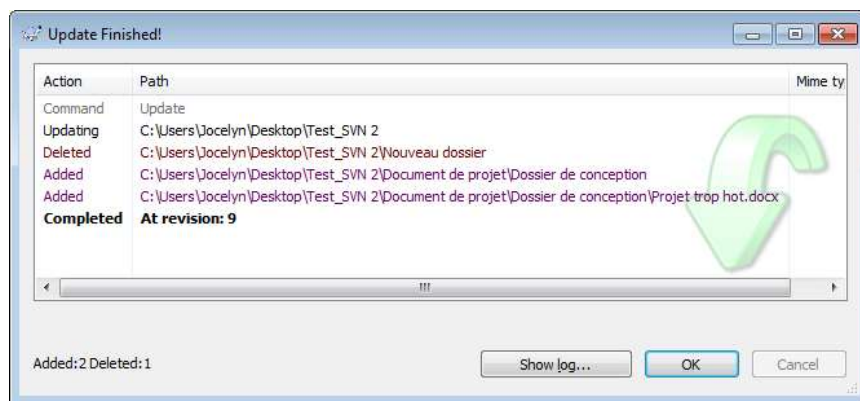 Update Finished!
Action Path Mime ty
Command Update
Updating C:\Users\Jocelyn\Desktop\Test_SVN 2
Deleted C:\Users\Jocelyn\Desktop\Test_SVN 2\Nouveau dossier
Added C:\Users\Jocelyn\Desktop\Test_SVN 2\Document de projet\Dossier de conception
Added C:\Users\Jocelyn\Desktop\Test_SVN 2\Document de projet\Dossier de conception\Projet trop hot.docx
Completed At revision: 9
Added:2 Deleted:1 Show log... OK Cancel